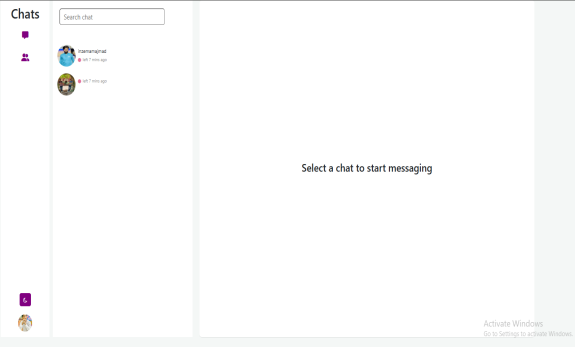 Chats
Search chat
left 7 mins ago
left 7 mins ago
Select a chat to start messaging
Activate Windows
Go to Settings to activate Windows.